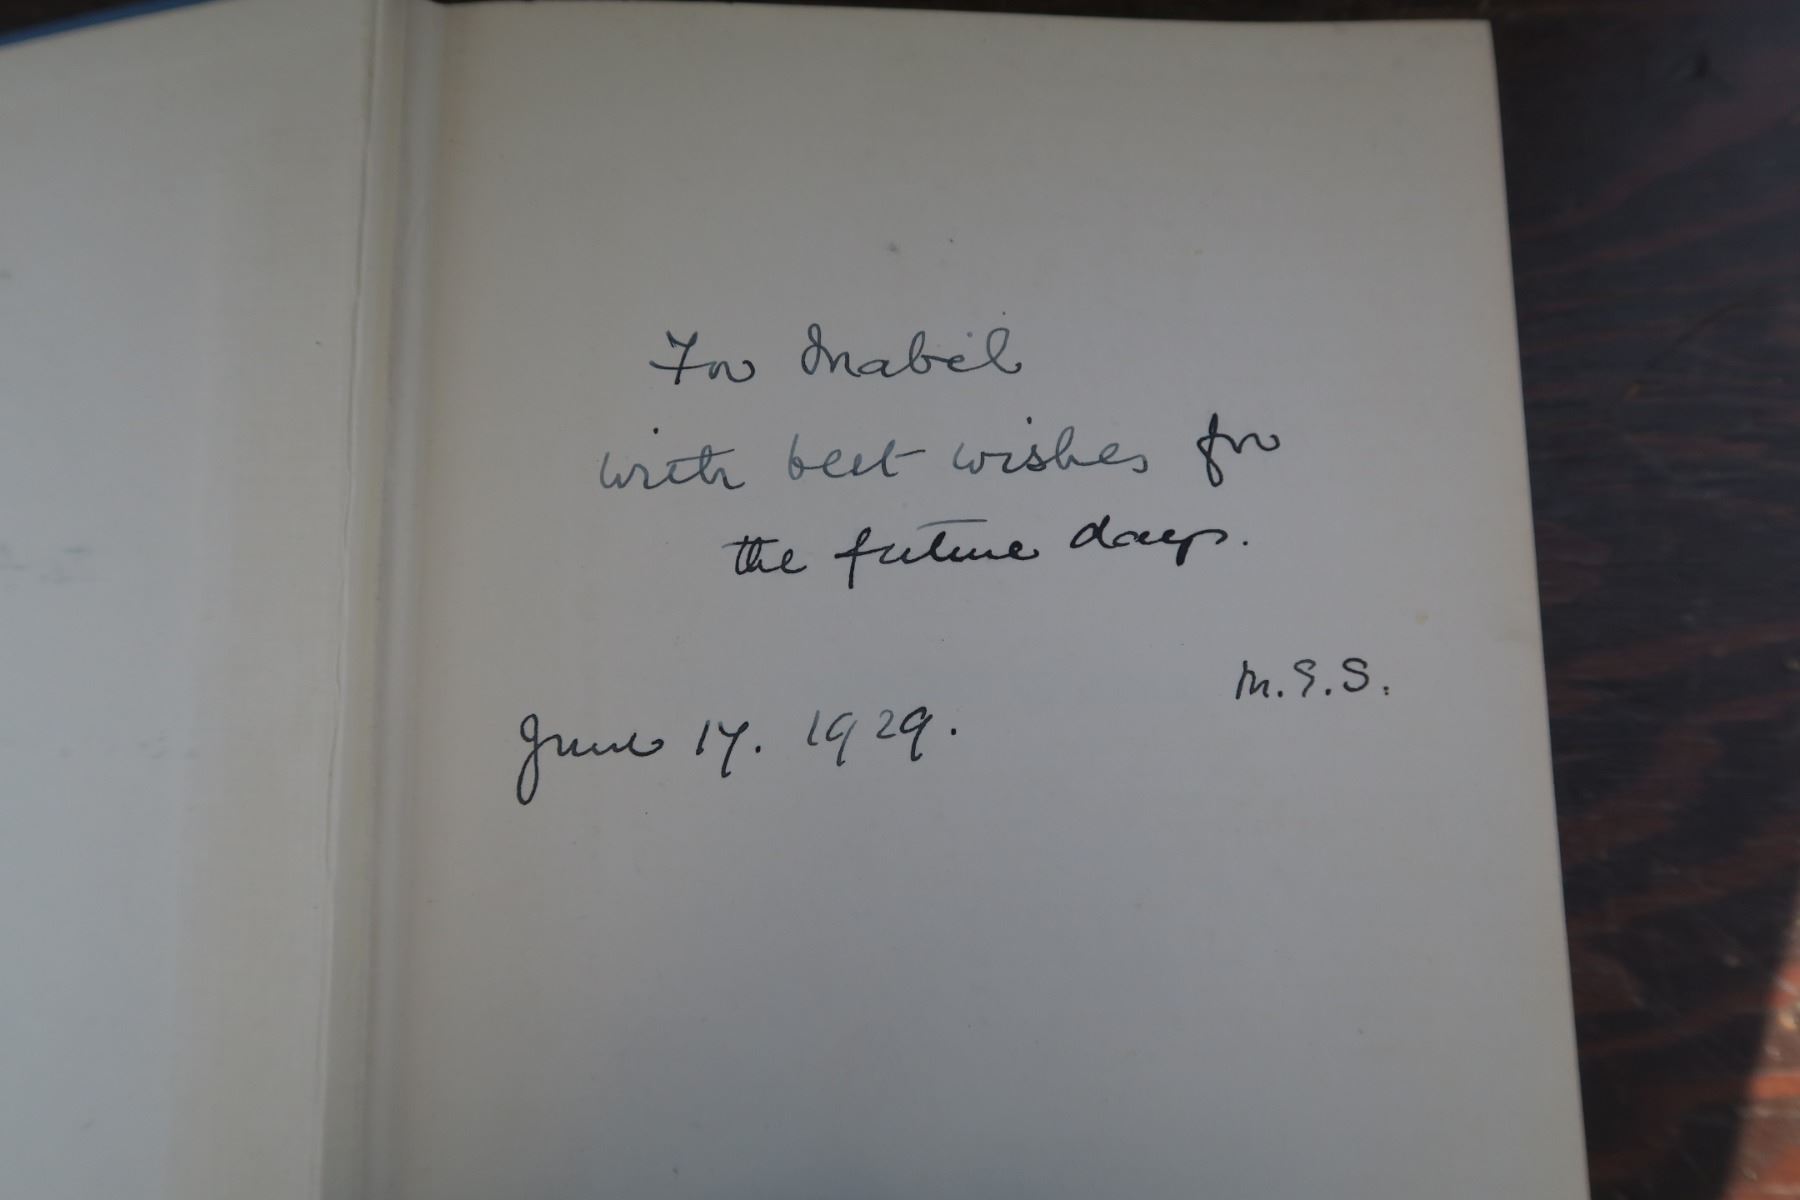 For Mabel
with best wishes for
the future days.
M.E.S.
June 17. 1929.